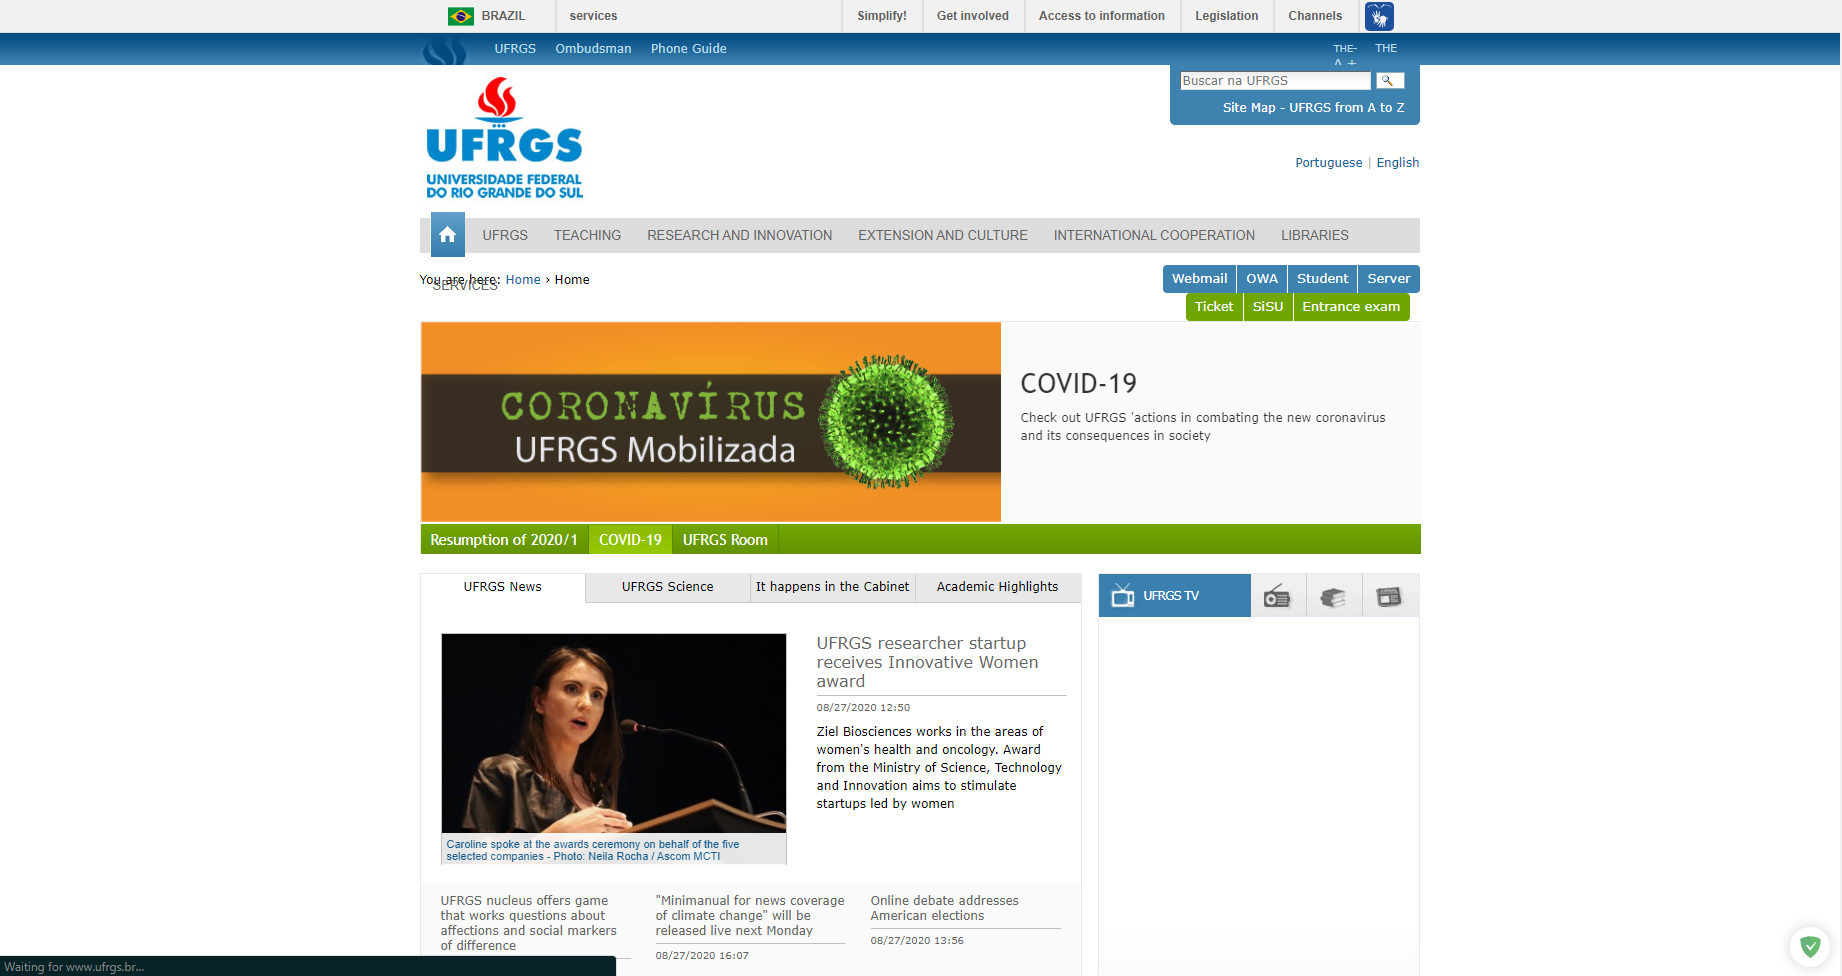 BRAZIL services Simplify! Get involved Access to information Legislation Channels
UFRGS Ombudsman Phone Guide THE- THE
A +
Buscar na UFRGS
Site Map - UFRGS from A to Z
UFRGS
UNIVERSIDADE FEDERAL
DO RIO GRANDE DO SUL
Portuguese | English
UFRGS TEACHING RESEARCH AND INNOVATION EXTENSION AND CULTURE INTERNATIONAL COOPERATION LIBRARIES
SERVICES
You are here: Home › Home
Webmail OWA Student Server
Ticket SiSU Entrance exam
CORONAVÍRUS
UFRGS Mobilizada
COVID-19
Check out UFRGS 'actions in combating the new coronavirus
and its consequences in society
Resumption of 2020/1 COVID-19 UFRGS Room
UFRGS News UFRGS Science It happens in the Cabinet Academic Highlights
UFRGS TV
UFRGS researcher startup
receives Innovative Women
award
08/27/2020 12:50
Ziel Biosciences works in the areas of
women's health and oncology. Award
from the Ministry of Science, Technology
and Innovation aims to stimulate
startups led by women
Caroline spoke at the awards ceremony on behalf of the five
selected companies - Photo: Neila Rocha / Ascom MCTI
UFRGS nucleus offers game
that works questions about
affections and social markers
of difference
"Minimanual for news coverage
of climate change" will be
released live next Monday
08/27/2020 16:07
Online debate addresses
American elections
08/27/2020 13:56
Waiting for www.ufrgs.br...